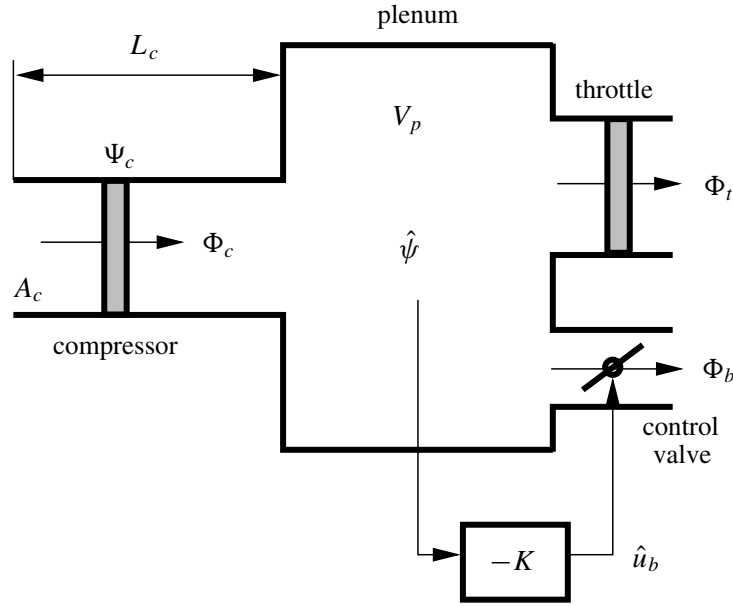 plenum
L_c
throttle
V_p
Ψ_c
Φ_t
Φ_c
ψ̂
A_c
compressor
Φ_b
control
valve
−K
û_b